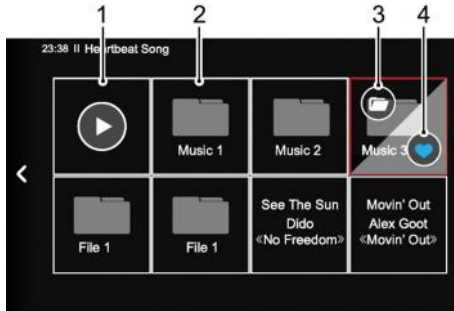 1 2 3 4
23:38 II Heartbeat Song
Music 1
Music 2
Music 3
File 1
File 1
See The Sun
Dido
«No Freedom»
Movin' Out
Alex Goot
«Movin' Out»